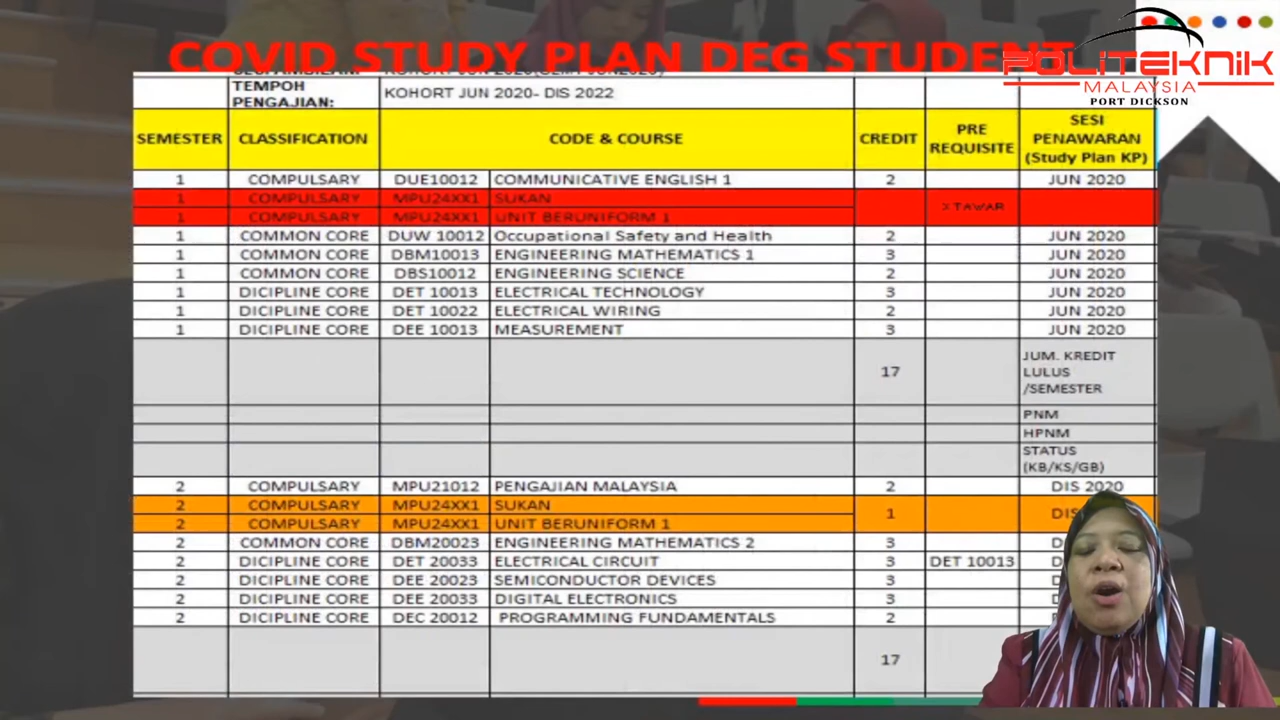 COVID STUDY PLAN DEG STUDENT
POLITEKNIK
MALAYSIA
PORT DICKSON
TEMPOH PENGAJIAN: KOHORT JUN 2020- DIS 2022
SEMESTER CLASSIFICATION CODE & COURSE CREDIT PRE REQUISITE SESI PENAWARAN (Study Plan KP)
1 COMPULSARY DUE10012 COMMUNICATIVE ENGLISH 1 2 JUN 2020
1 COMPULSARY MPU24XX1 SUKAN X TAWAR
1 COMPULSARY MPU24XX1 UNIT BERUNIFORM 1
1 COMMON CORE DUW 10012 Occupational Safety and Health 2 JUN 2020
1 COMMON CORE DBM10013 ENGINEERING MATHEMATICS 1 3 JUN 2020
1 COMMON CORE DBS10012 ENGINEERING SCIENCE 2 JUN 2020
1 DICIPLINE CORE DET 10013 ELECTRICAL TECHNOLOGY 3 JUN 2020
1 DICIPLINE CORE DET 10022 ELECTRICAL WIRING 2 JUN 2020
1 DICIPLINE CORE DEE 10013 MEASUREMENT 3 JUN 2020
17 JUM. KREDIT LULUS /SEMESTER
PNM
HPNM
STATUS (KB/KS/GB)
2 COMPULSARY MPU21012 PENGAJIAN MALAYSIA 2 DIS 2020
2 COMPULSARY MPU24XX1 SUKAN 1 DIS
2 COMPULSARY MPU24XX1 UNIT BERUNIFORM 1
2 COMMON CORE DBM20023 ENGINEERING MATHEMATICS 2 3
2 DICIPLINE CORE DET 20033 ELECTRICAL CIRCUIT 3 DET 10013
2 DICIPLINE CORE DEE 20023 SEMICONDUCTOR DEVICES 3
2 DICIPLINE CORE DEE 20033 DIGITAL ELECTRONICS 3
2 DICIPLINE CORE DEC 20012 PROGRAMMING FUNDAMENTALS 2
17